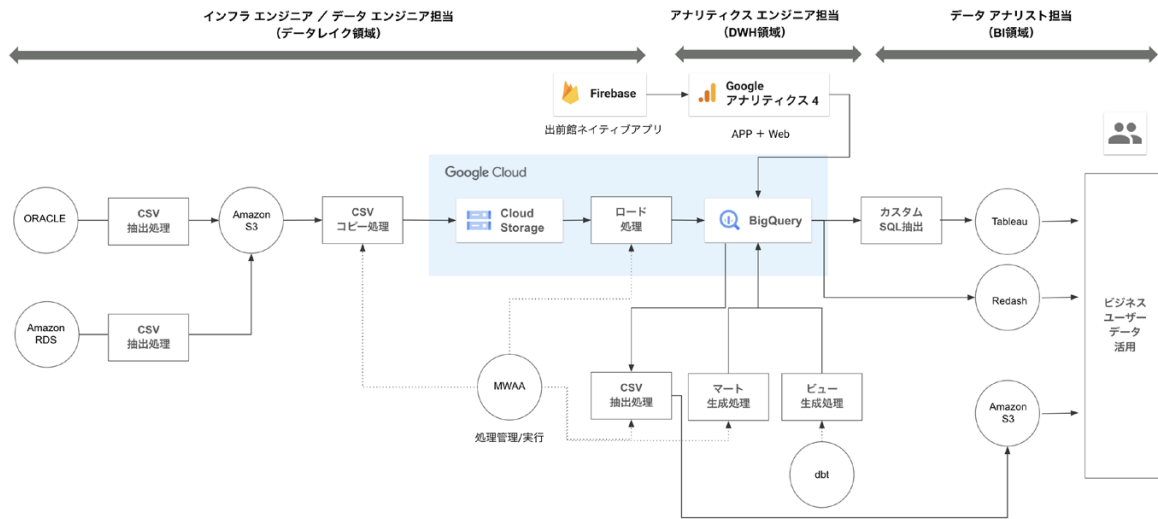 インフラ エンジニア ／ データ エンジニア担当
（データレイク領域）
アナリティクス エンジニア担当
（DWH領域）
データ アナリスト担当
（BI領域）
Firebase
出前館ネイティブアプリ
Google
アナリティクス 4
APP ＋ Web
Google Cloud
ORACLE
CSV
抽出処理
Amazon
S3
CSV
コピー処理
Cloud
Storage
ロード
処理
BigQuery
カスタム
SQL抽出
Tableau
Amazon
RDS
CSV
抽出処理
Redash
ビジネス
ユーザー
データ
活用
MWAA
処理管理/実行
CSV
抽出処理
マート
生成処理
ビュー
生成処理
Amazon
S3
dbt